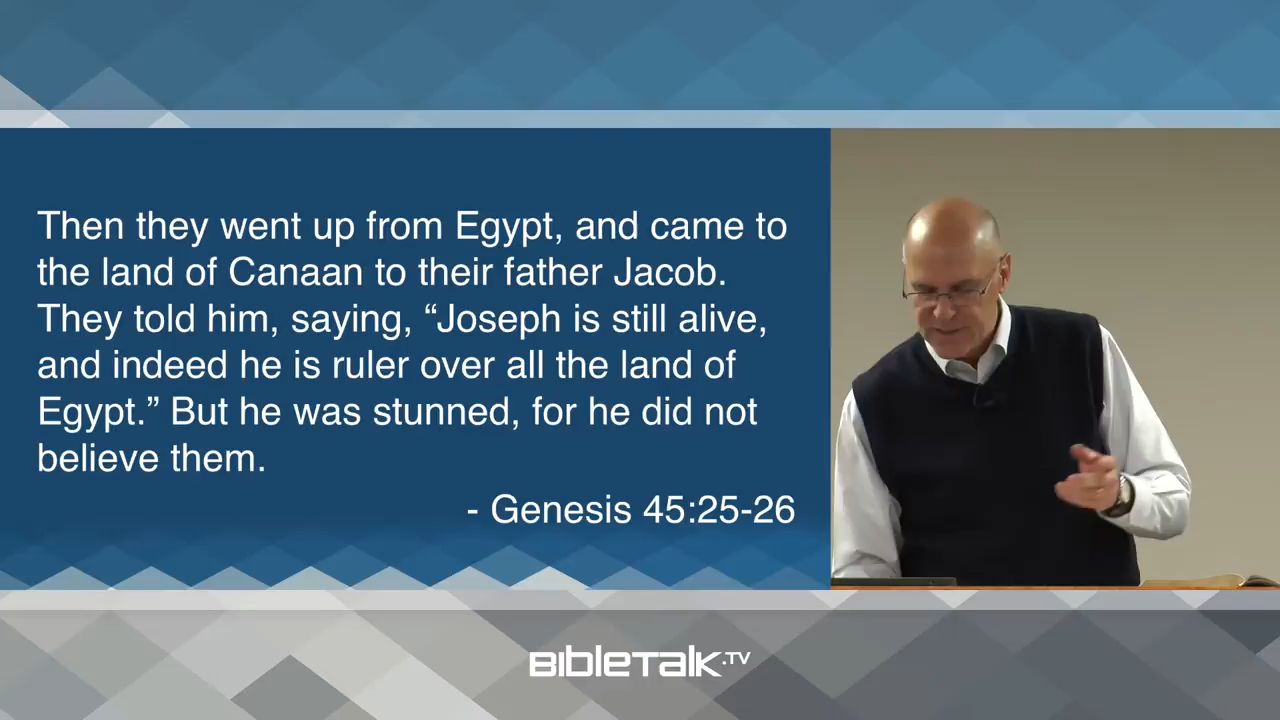 Then they went up from Egypt, and came to
the land of Canaan to their father Jacob.
They told him, saying, “Joseph is still alive,
and indeed he is ruler over all the land of
Egypt.” But he was stunned, for he did not
believe them.
- Genesis 45:25-26
BIBLETALK.TV